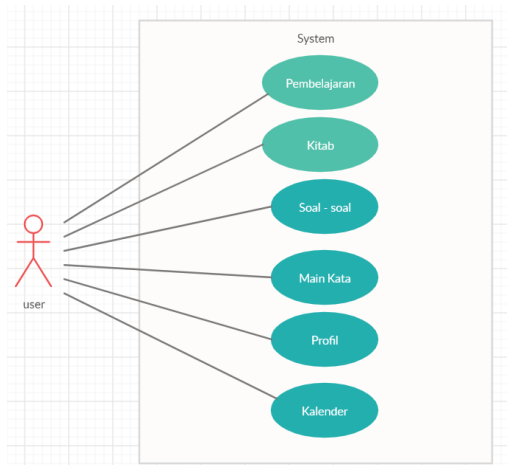 System
Pembelajaran
Kitab
Soal - soal
Main Kata
Profil
Kalender
user